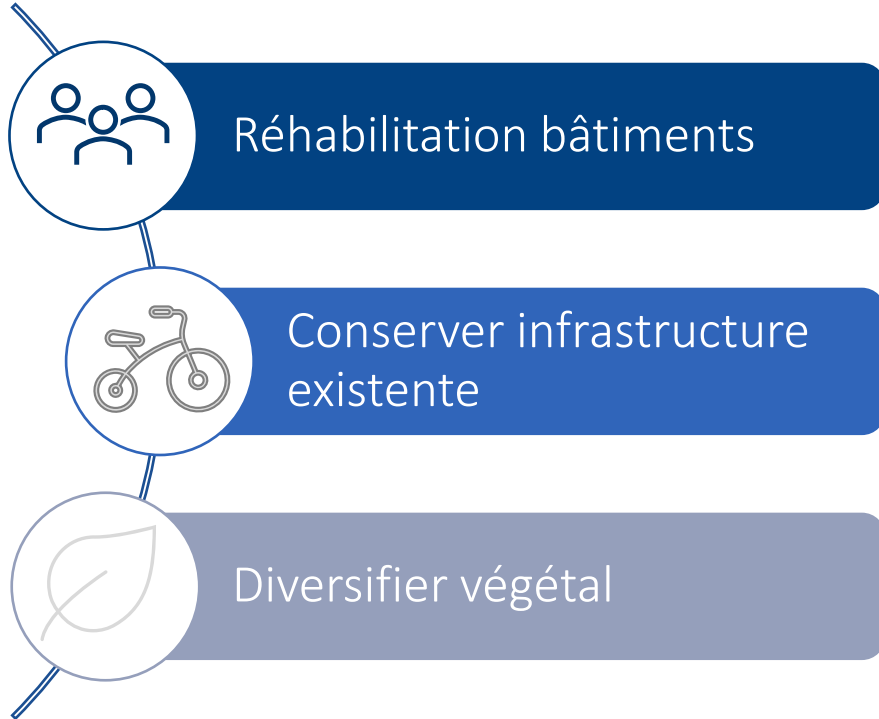 Réhabilitation bâtiments
Conserver infrastructure
existente
Diversifier végétal